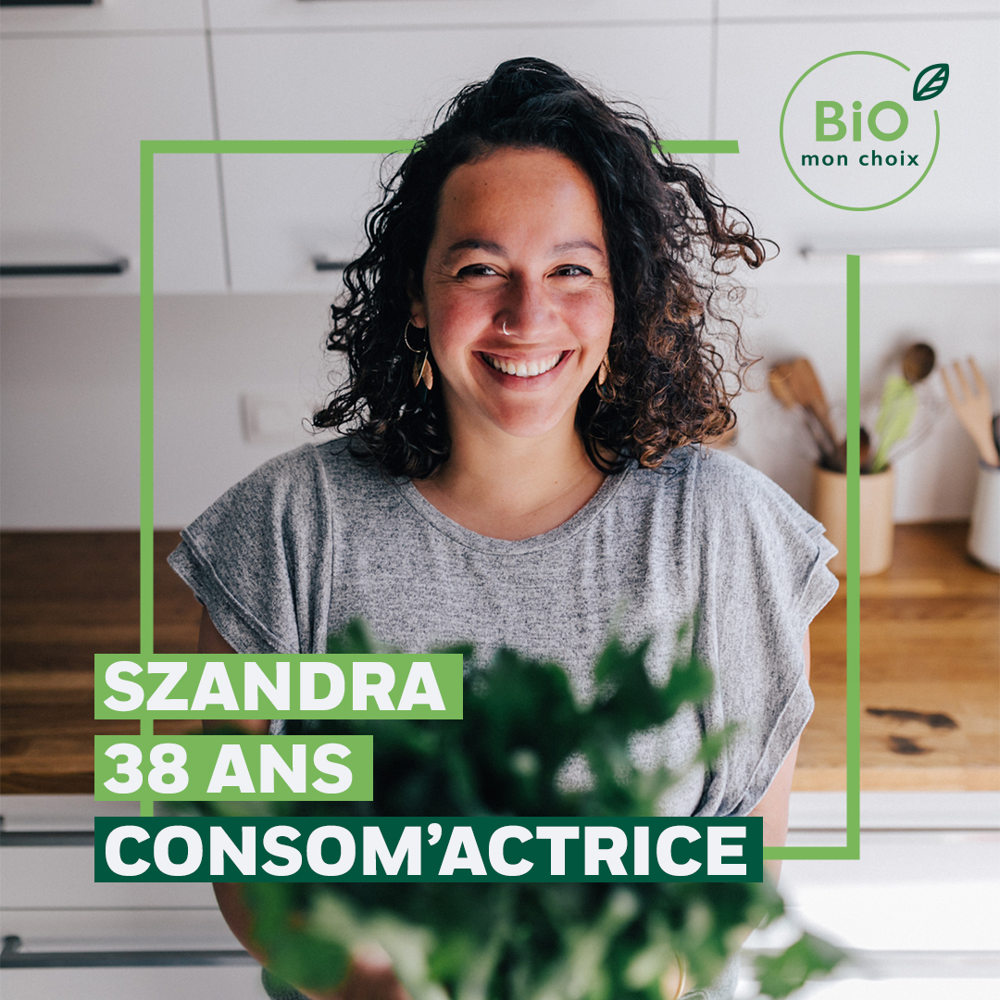 BiO
mon choix
SZANDRA
38 ANS
CONSOM’ACTRICE